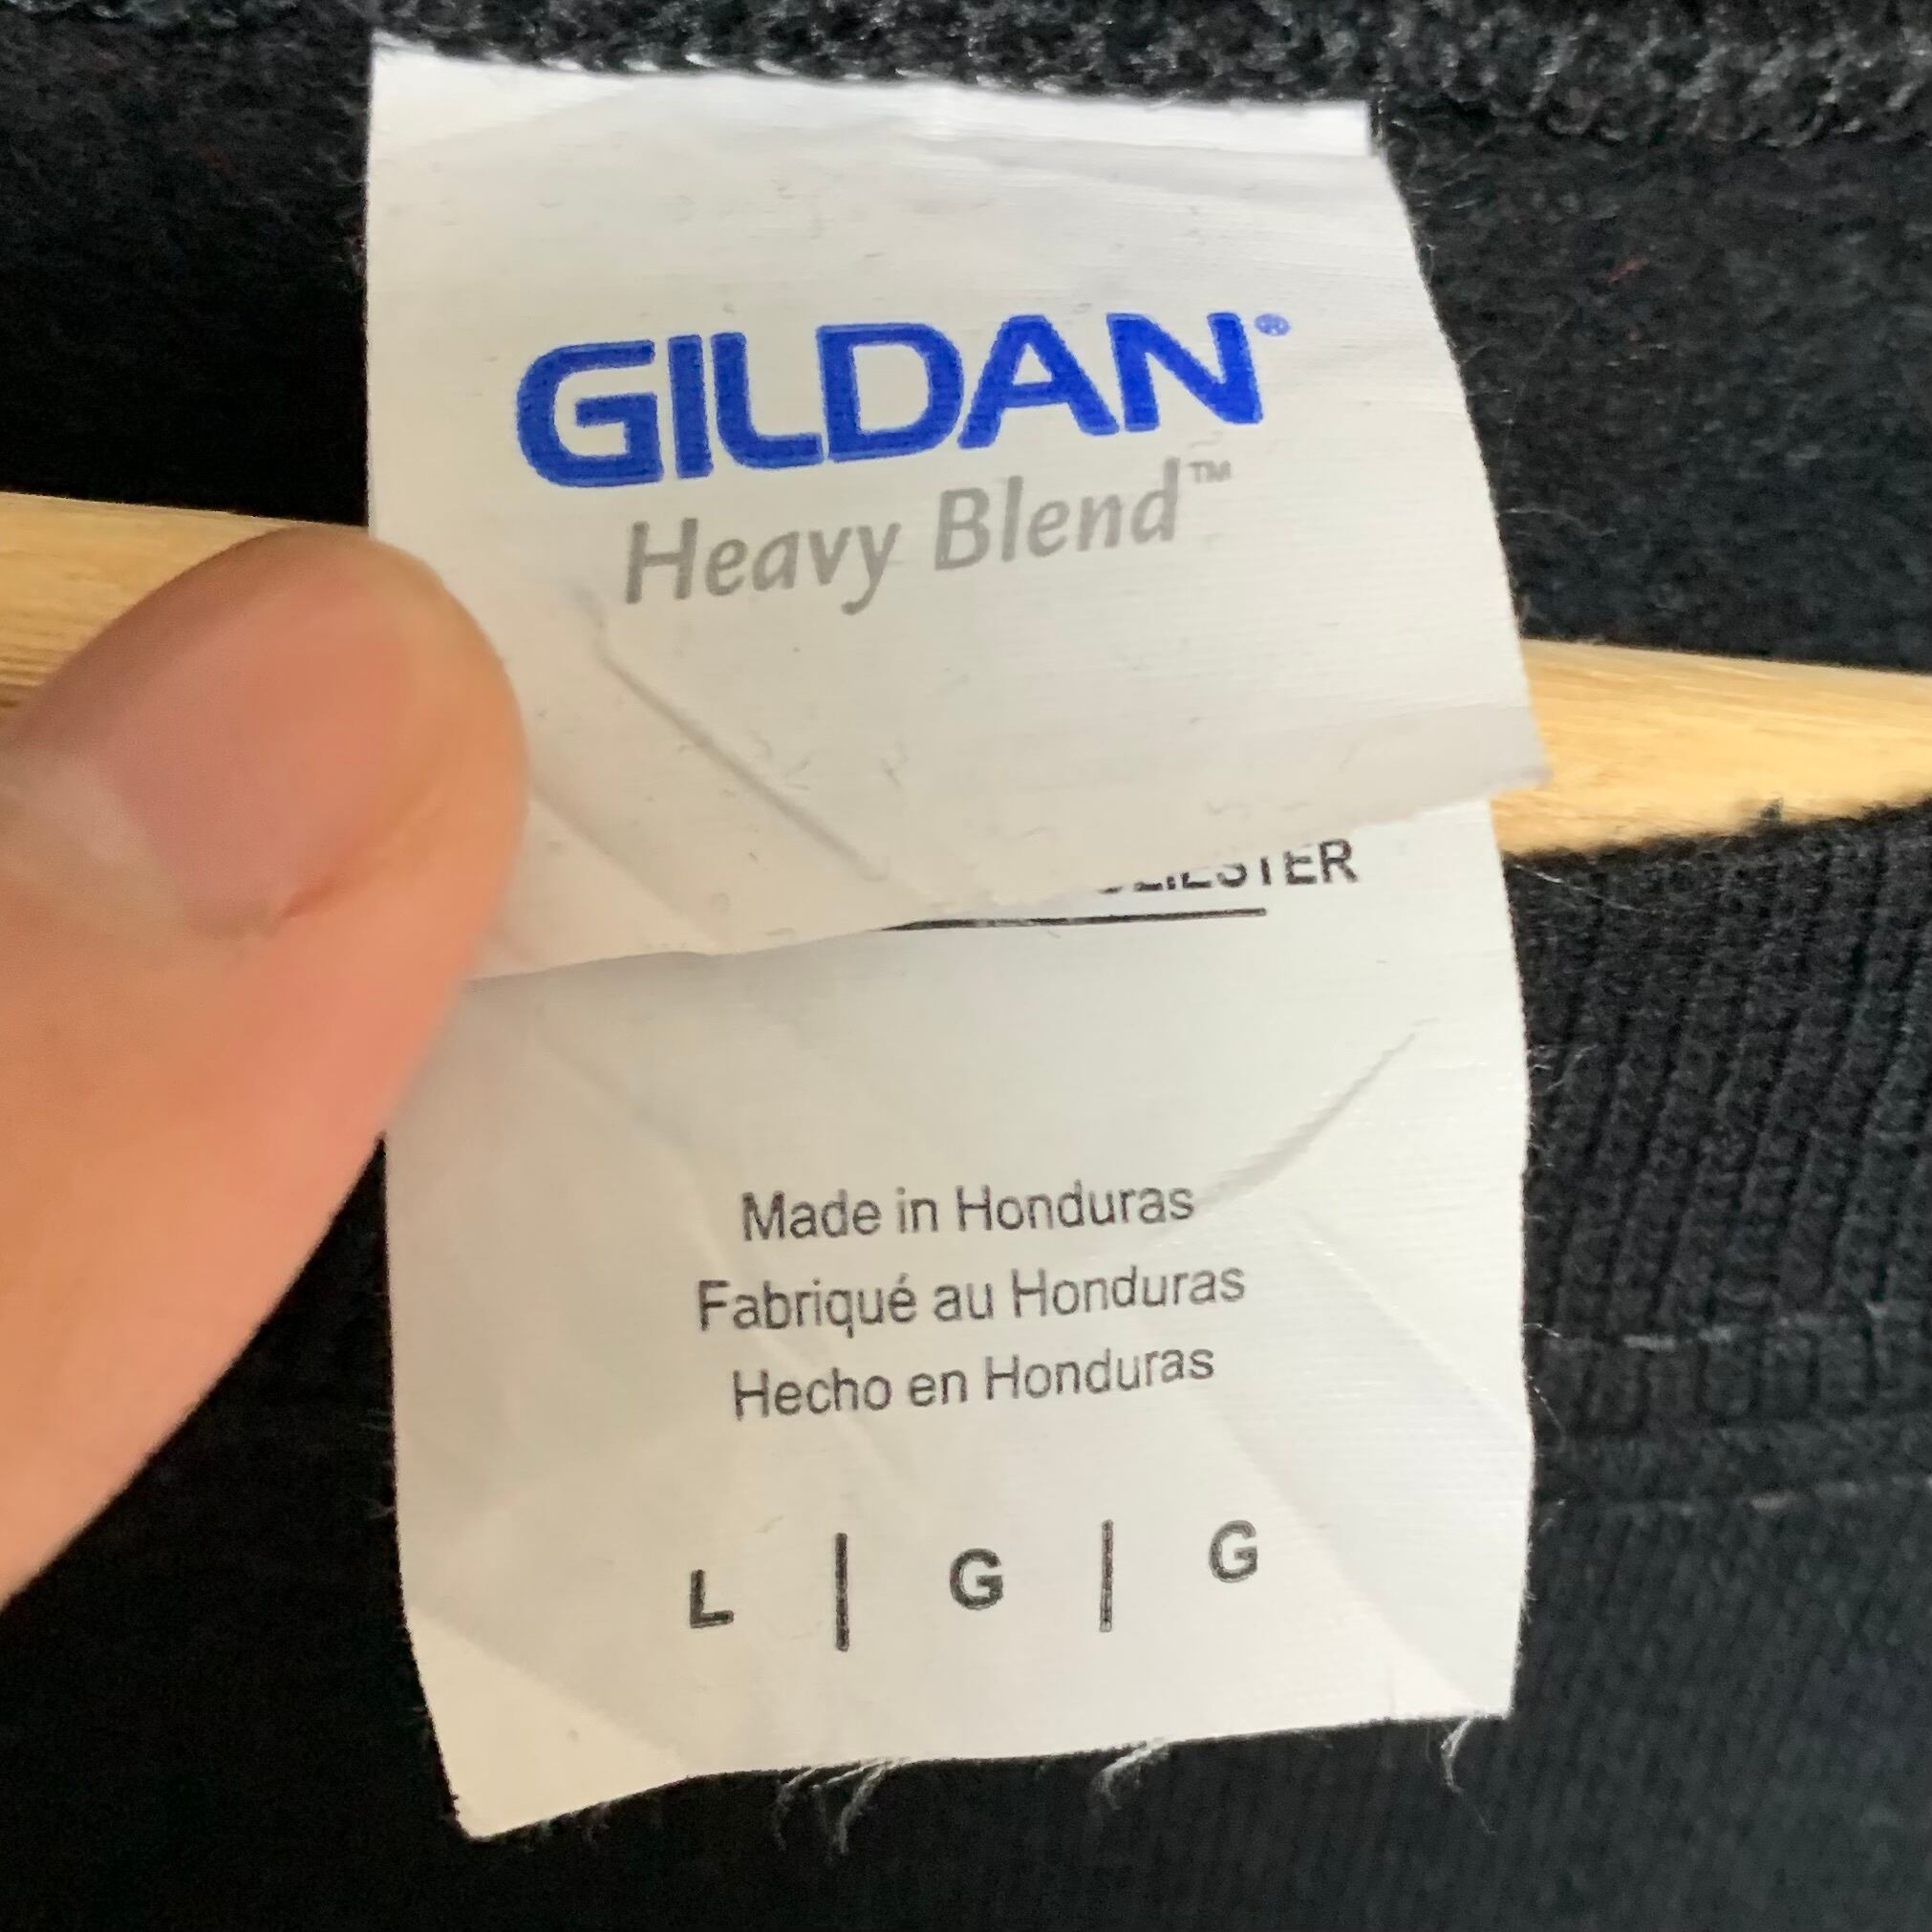 GILDAN®
Heavy Blend™
Made in Honduras
Fabriqué au Honduras
Hecho en Honduras
L | G | G